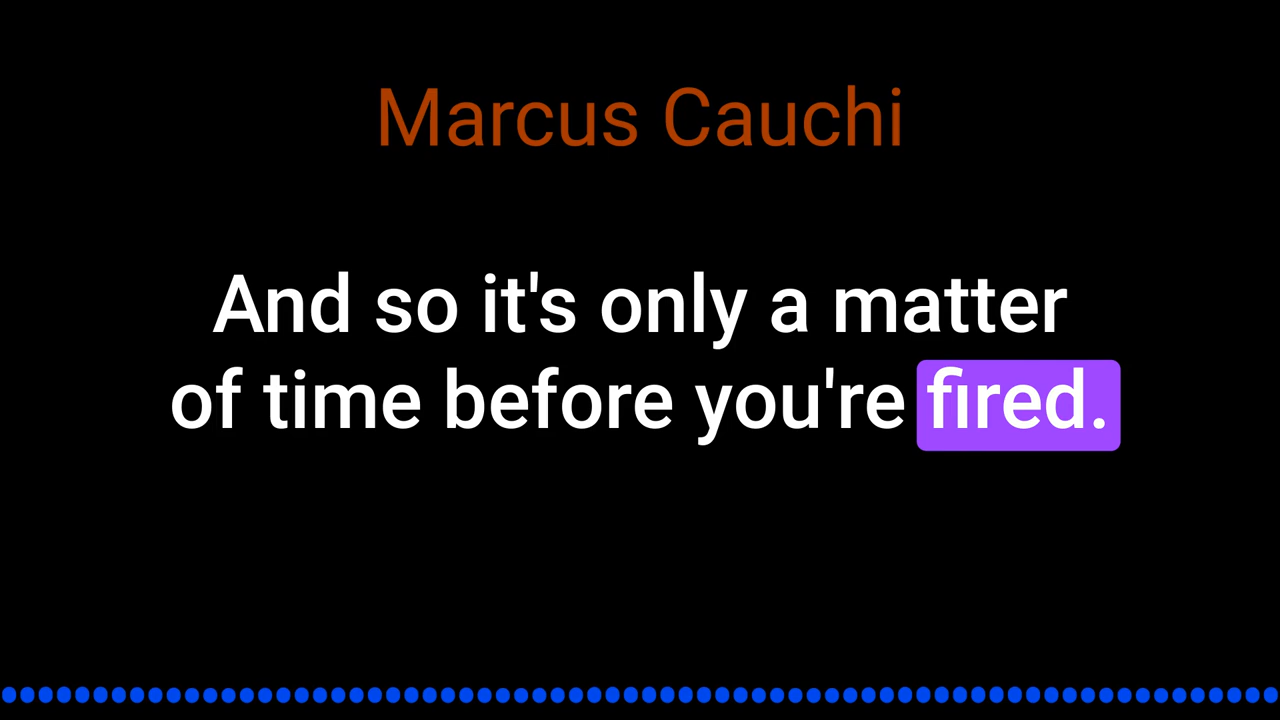 Marcus Cauchi
And so it's only a matter
of time before you're fired.